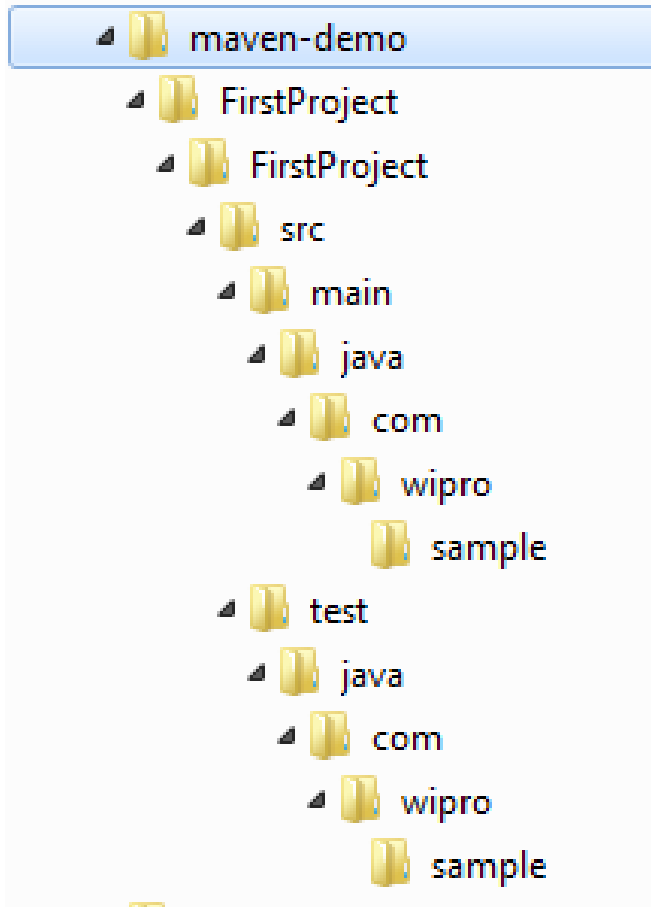 maven-demo
FirstProject
FirstProject
src
main
java
com
wipro
sample
test
java
com
wipro
sample